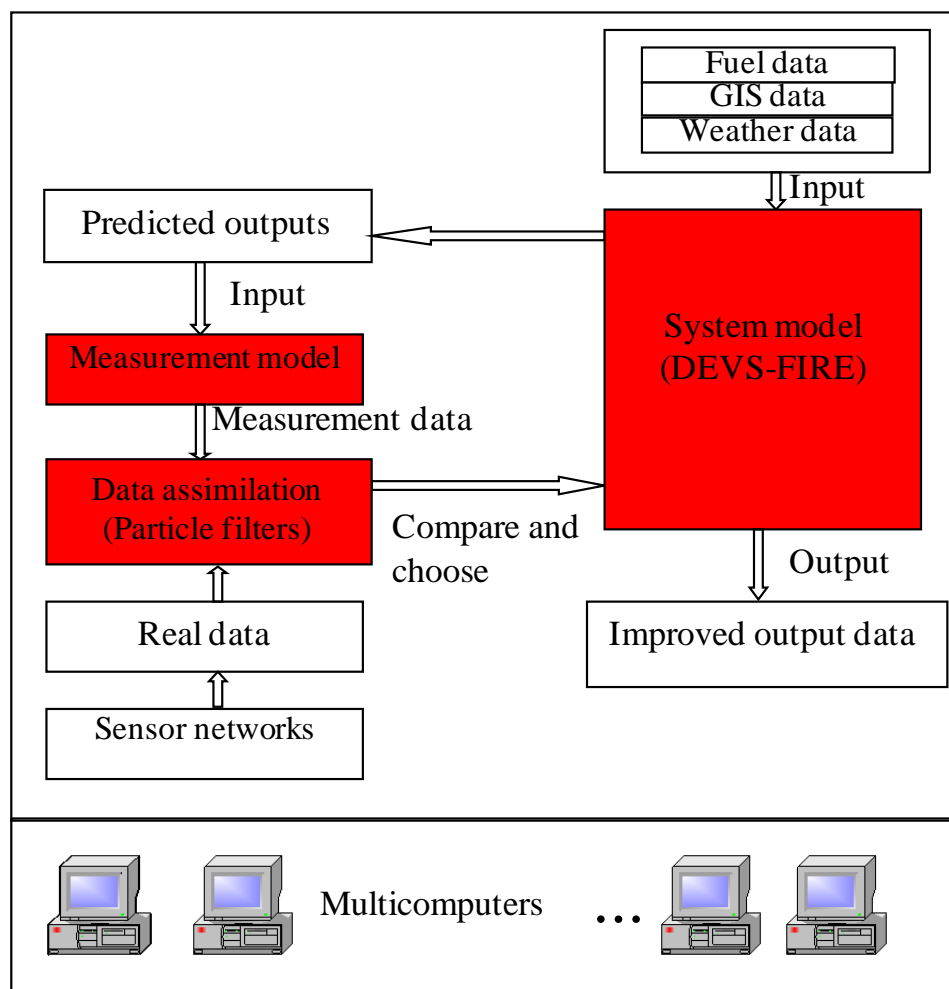 Fuel data
GIS data
Weather data
Input
Predicted outputs
Input
System model
(DEVS-FIRE)
Measurement model
Measurement data
Data assimilation
(Particle filters)
Compare and
choose
Output
Real data
Improved output data
Sensor networks
Multicomputers ...